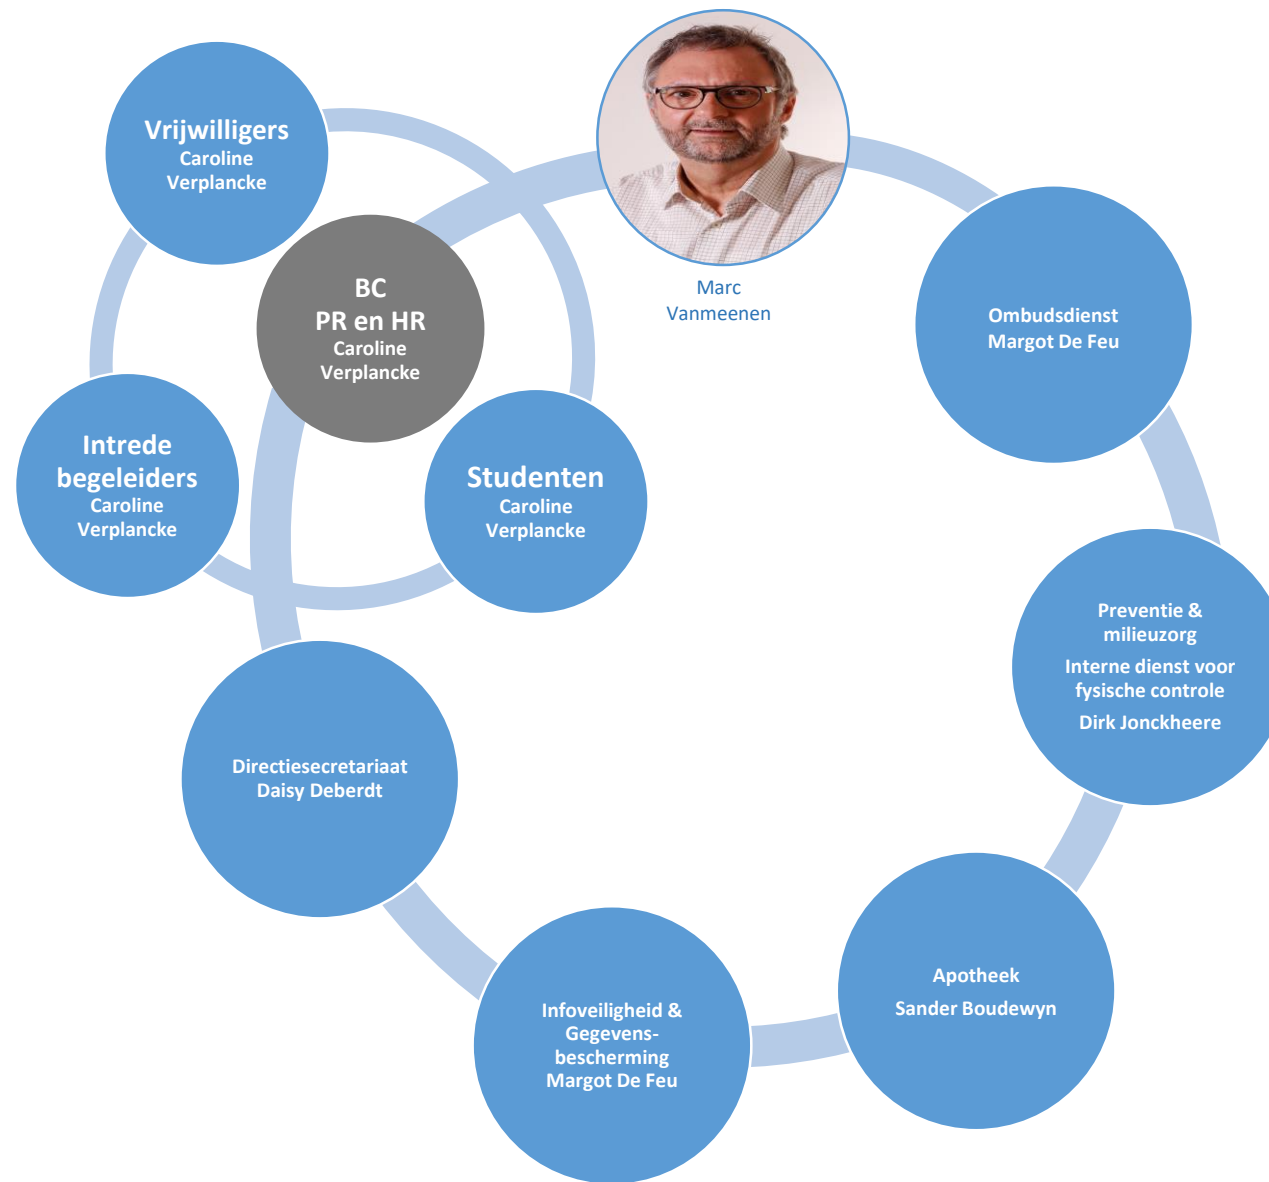 Vrijwilligers
Caroline
Verplancke
BC
PR en HR
Caroline
Verplancke
Intrede
begeleiders
Caroline
Verplancke
Studenten
Caroline
Verplancke
Marc
Vanmeenen
Ombudsdienst
Margot De Feu
Preventie &
milieuzorg
Interne dienst voor
fysische controle
Dirk Jonckheere
Apotheek
Sander Boudewyn
Infoveiligheid &
Gegevens-
bescherming
Margot De Feu
Directiesecretariaat
Daisy Deberdt